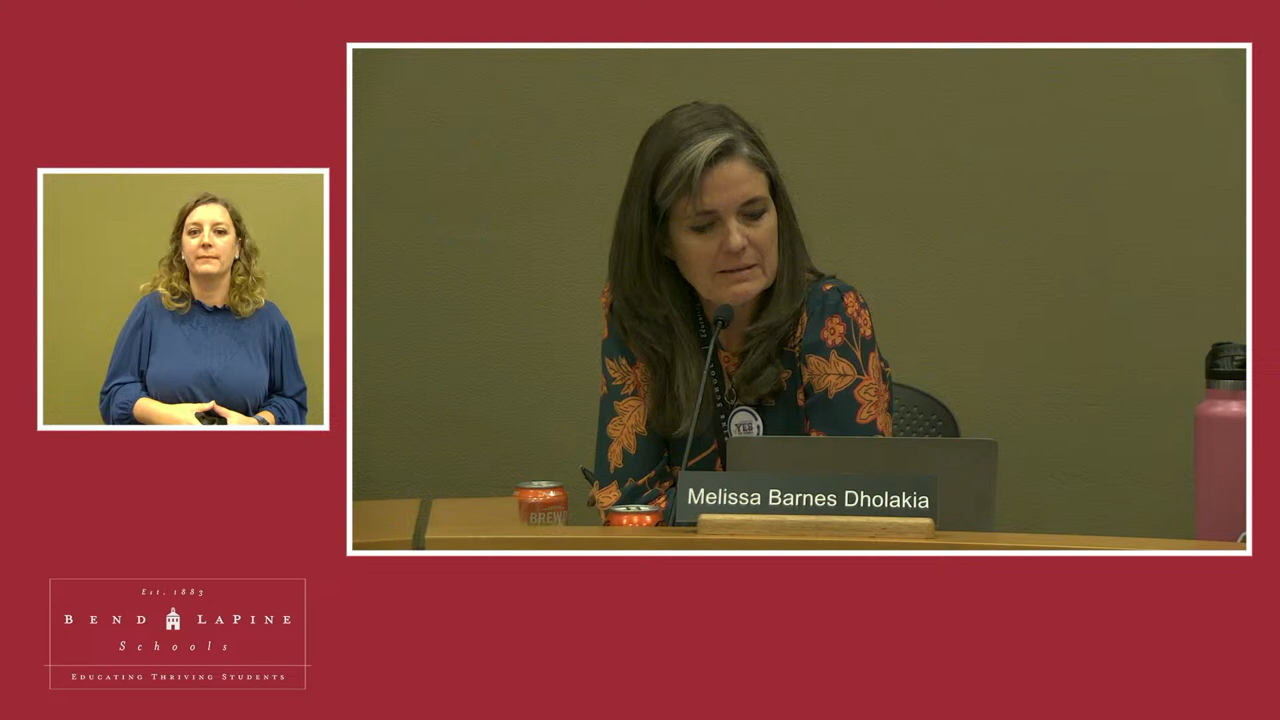 YES
BREW
Melissa Barnes Dholakia
Est. 1883
BEND LAPINE
Schools
EDUCATING THRIVING STUDENTS